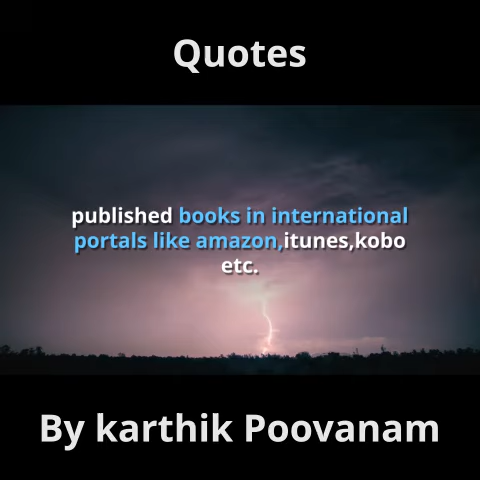 Quotes
published books in international
portals like amazon,itunes,kobo
etc.
By karthik Poovanam